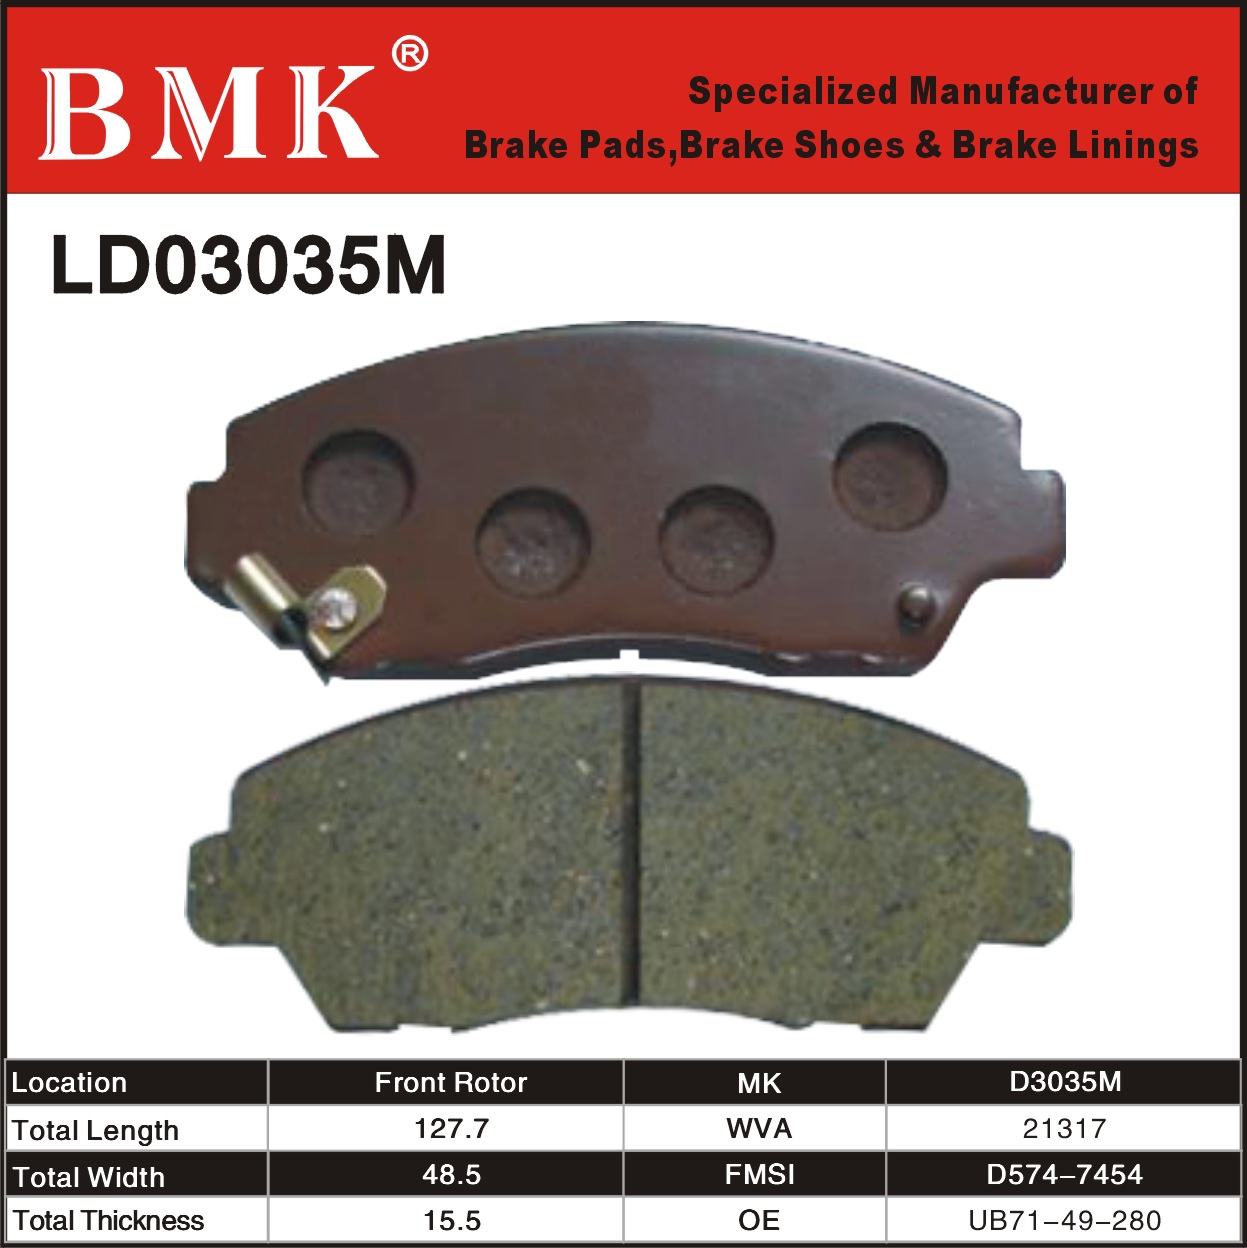 BMK®
Specialized Manufacturer of
Brake Pads,Brake Shoes & Brake Linings
LD03035M
Location Front Rotor MK D3035M
Total Length 127.7 WVA 21317
Total Width 48.5 FMSI D574-7454
Total Thickness 15.5 OE UB71-49-280